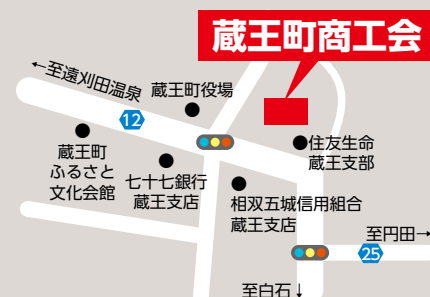 蔵王町商工会
←至遠刈田温泉
蔵王町役場
12
蔵王町
ふるさと
文化会館
七十七銀行
蔵王支店
住友生命
蔵王支部
相双五城信用組合
蔵王支店
至円田→
25
至白石↓